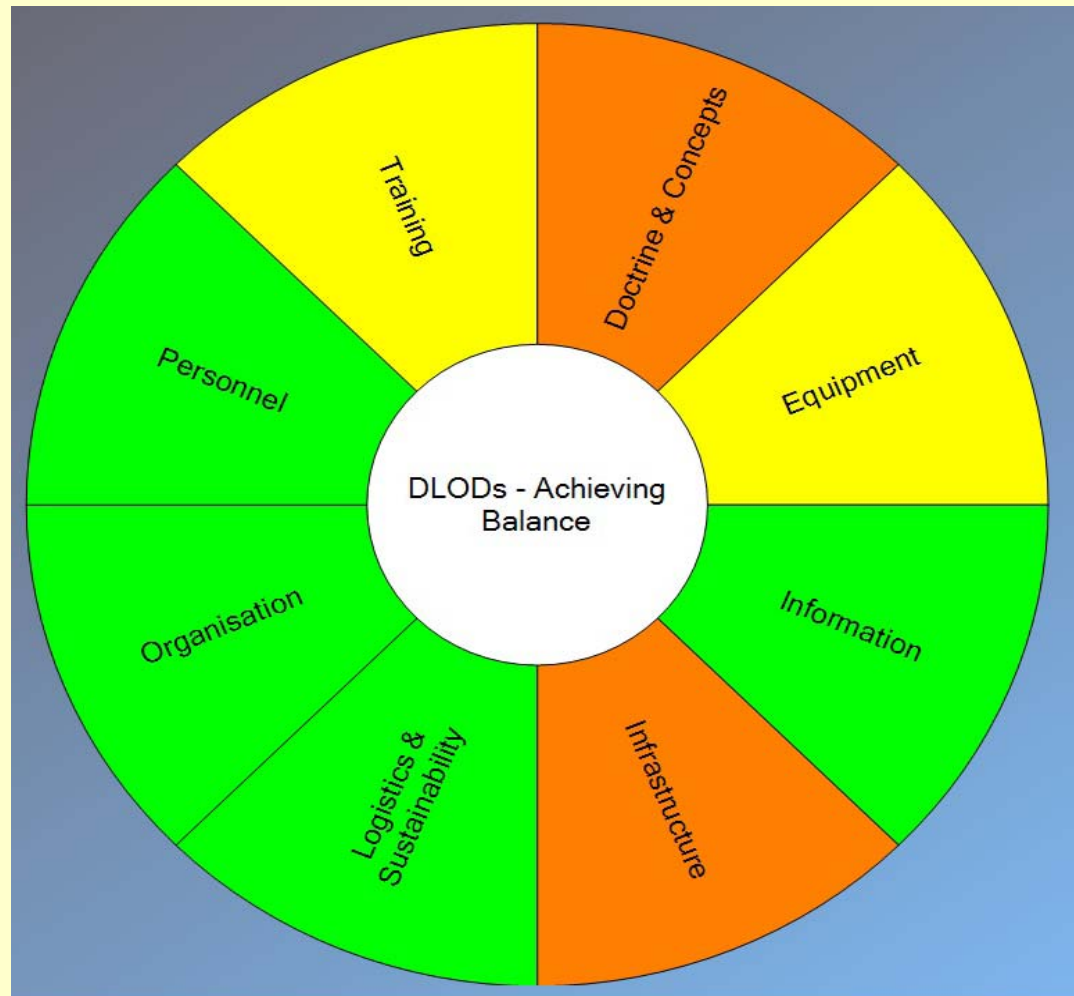 Training
Doctrine & Concepts
Personnel
Equipment
DLODs - Achieving
Balance
Organisation
Information
Logistics &
Sustainability
Infrastructure